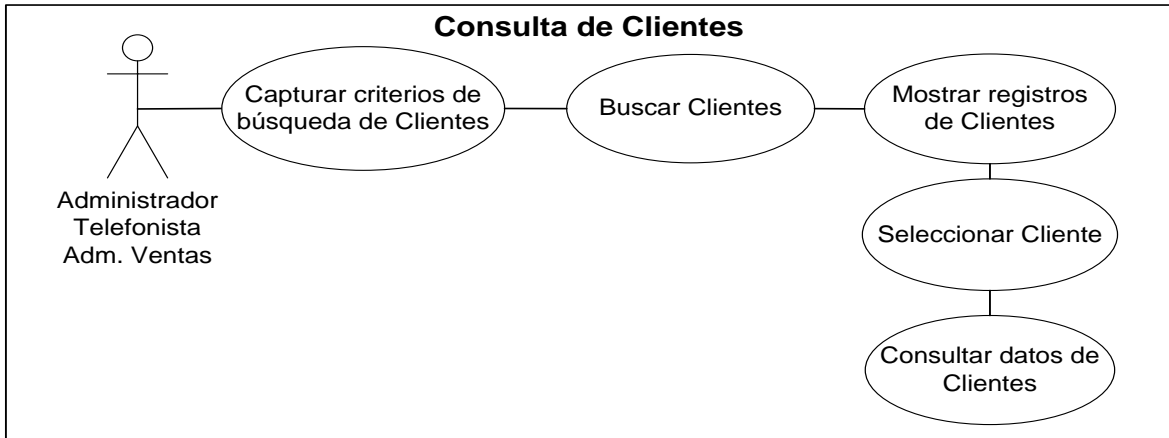 Consulta de Clientes
Capturar criterios de
búsqueda de Clientes
Buscar Clientes
Mostrar registros
de Clientes
Administrador
Telefonista
Adm. Ventas
Seleccionar Cliente
Consultar datos de
Clientes